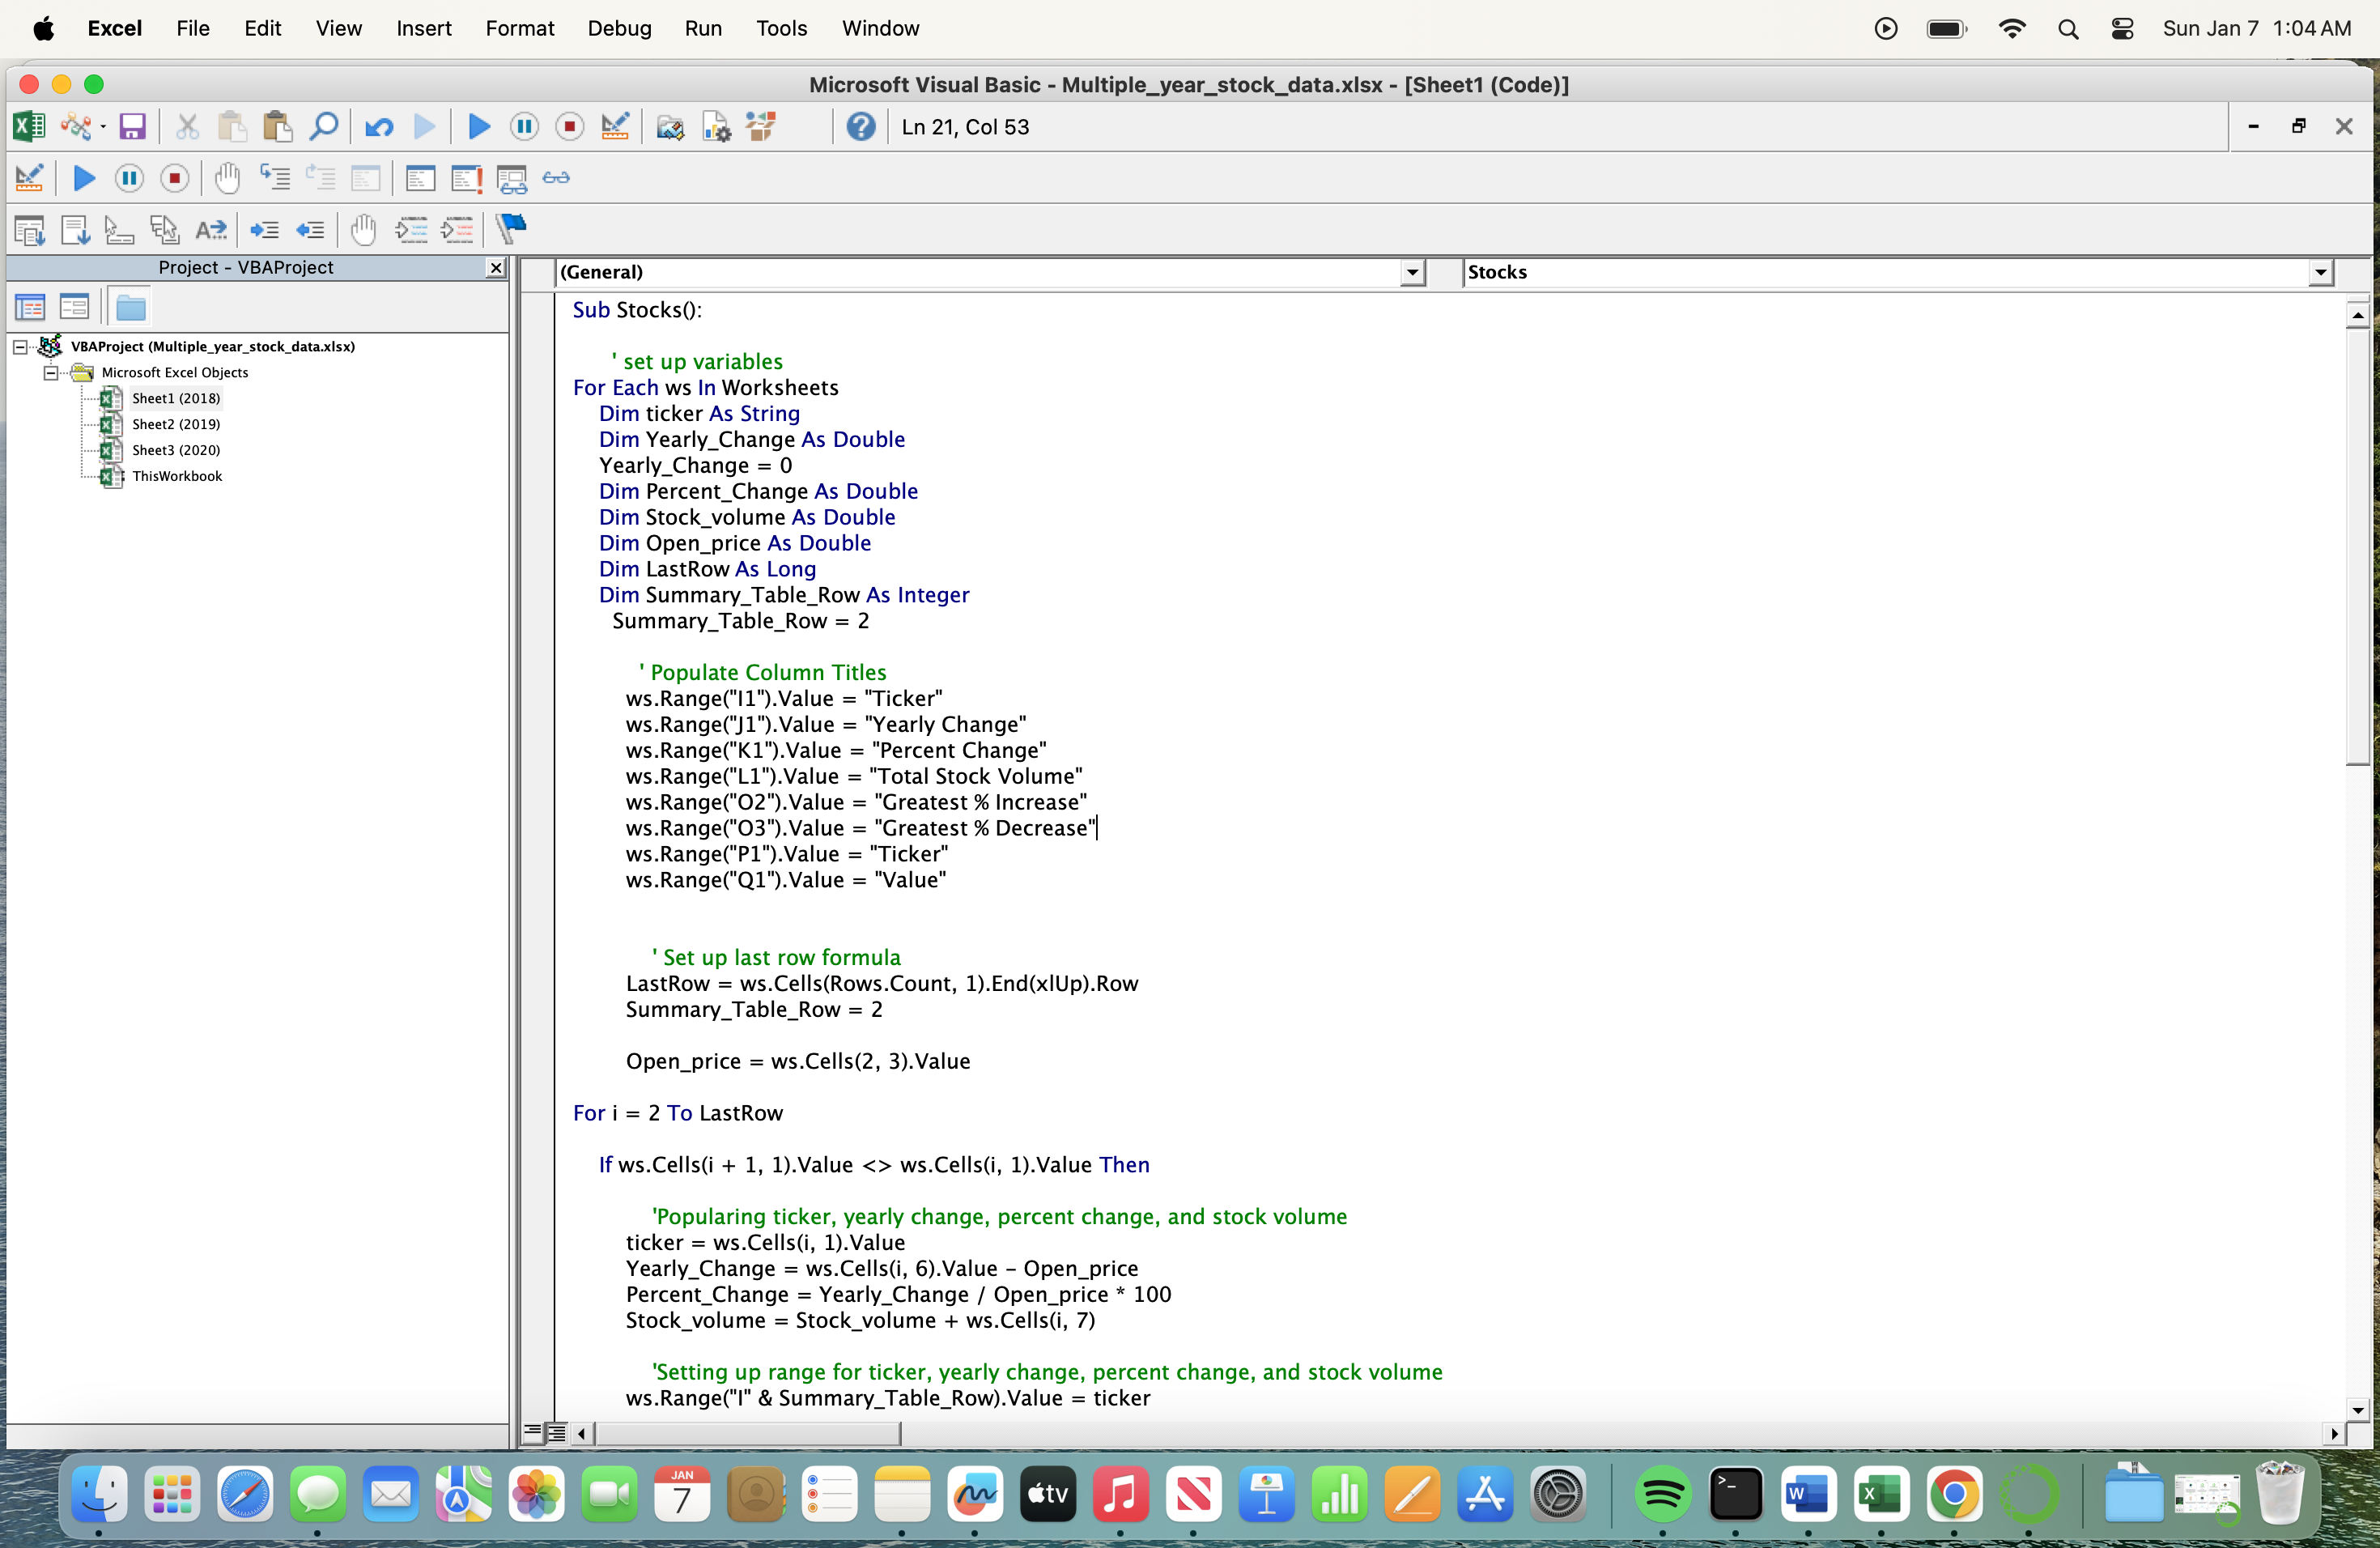 Excel File Edit View Insert Format Debug Run Tools Window Sun Jan 7 1:04 AM
Microsoft Visual Basic - Multiple_year_stock_data.xlsx - [Sheet1 (Code)]
Ln 21, Col 53
Project - VBAProject
(General)
Stocks
VBAProject (Multiple_year_stock_data.xlsx)
Microsoft Excel Objects
Sheet1 (2018)
Sheet2 (2019)
Sheet3 (2020)
ThisWorkbook
Sub Stocks():
' set up variables
For Each ws In Worksheets
Dim ticker As String
Dim Yearly_Change As Double
Yearly_Change = 0
Dim Percent_Change As Double
Dim Stock_volume As Double
Dim Open_price As Double
Dim LastRow As Long
Dim Summary_Table_Row As Integer
Summary_Table_Row = 2
' Populate Column Titles
ws.Range("I1").Value = "Ticker"
ws.Range("J1").Value = "Yearly Change"
ws.Range("K1").Value = "Percent Change"
ws.Range("L1").Value = "Total Stock Volume"
ws.Range("O2").Value = "Greatest % Increase"
ws.Range("O3").Value = "Greatest % Decrease"
ws.Range("P1").Value = "Ticker"
ws.Range("Q1").Value = "Value"
' Set up last row formula
LastRow = ws.Cells(Rows.Count, 1).End(xlUp).Row
Summary_Table_Row = 2
Open_price = ws.Cells(2, 3).Value
For i = 2 To LastRow
If ws.Cells(i + 1, 1).Value <> ws.Cells(i, 1).Value Then
'Popularing ticker, yearly change, percent change, and stock volume
ticker = ws.Cells(i, 1).Value
Yearly_Change = ws.Cells(i, 6).Value - Open_price
Percent_Change = Yearly_Change / Open_price * 100
Stock_volume = Stock_volume + ws.Cells(i, 7)
'Setting up range for ticker, yearly change, percent change, and stock volume
ws.Range("I" & Summary_Table_Row).Value = ticker
JAN
7
tv
W
X